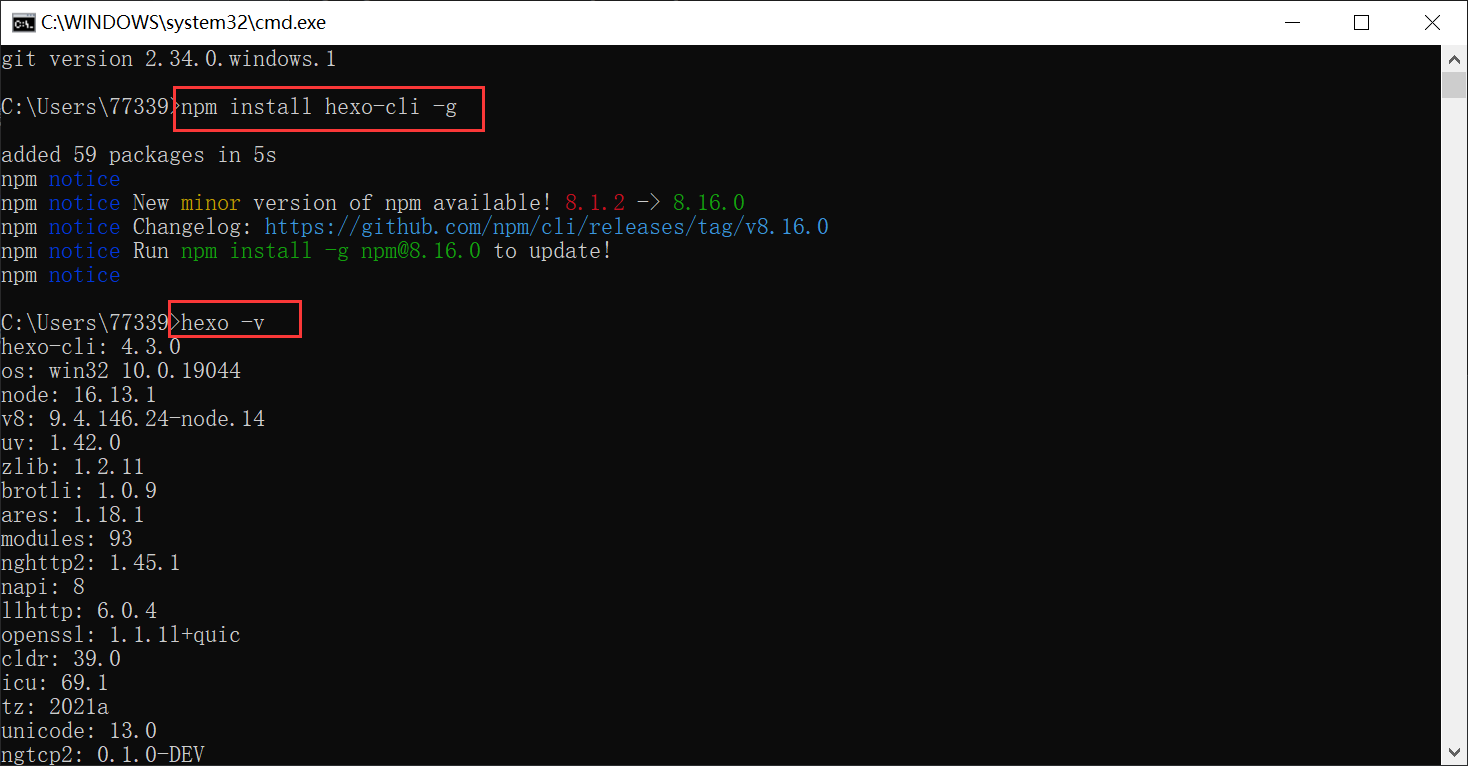 C:\WINDOWS\system32\cmd.exe
git version 2.34.0.windows.1
C:\Users\77339>npm install hexo-cli -g
added 59 packages in 5s
npm notice
npm notice New minor version of npm available! 8.1.2 -> 8.16.0
npm notice Changelog: https://github.com/npm/cli/releases/tag/v8.16.0
npm notice Run npm install -g npm@8.16.0 to update!
npm notice
C:\Users\77339>hexo -v
hexo-cli: 4.3.0
os: win32 10.0.19044
node: 16.13.1
v8: 9.4.146.24-node.14
uv: 1.42.0
zlib: 1.2.11
brotli: 1.0.9
ares: 1.18.1
modules: 93
nghttp2: 1.45.1
napi: 8
llhttp: 6.0.4
openssl: 1.1.1l+quic
cldr: 39.0
icu: 69.1
tz: 2021a
unicode: 13.0
ngtcp2: 0.1.0-DEV